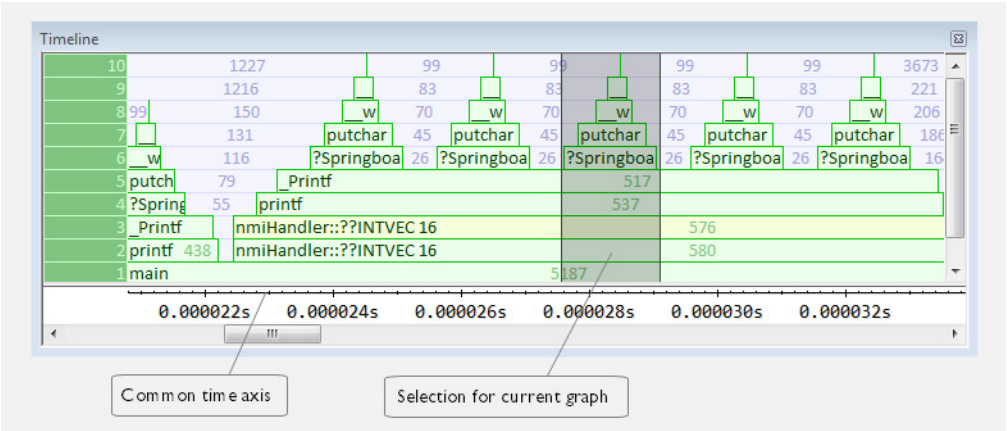 Timeline
10 1227 99 99 99 99 3673
9 1216 83 83 83 83 221
8 99 150 __w 70 __w 70 __w 70 __w 70 __w 206
7 131 putchar 45 putchar 45 putchar 45 putchar 45 putchar 186
6 __w 116 ?Springboa 26 ?Springboa 26 ?Springboa 26 ?Springboa 26 ?Springboa 16
5 putch 79 _Printf 517
4 ?Spring 55 printf 537
3 _Printf nmiHandler::??INTVEC 16 576
2 printf 438 nmiHandler::??INTVEC 16 580
1 main 5187
0.000022s 0.000024s 0.000026s 0.000028s 0.000030s 0.000032s
Common time axis
Selection for current graph